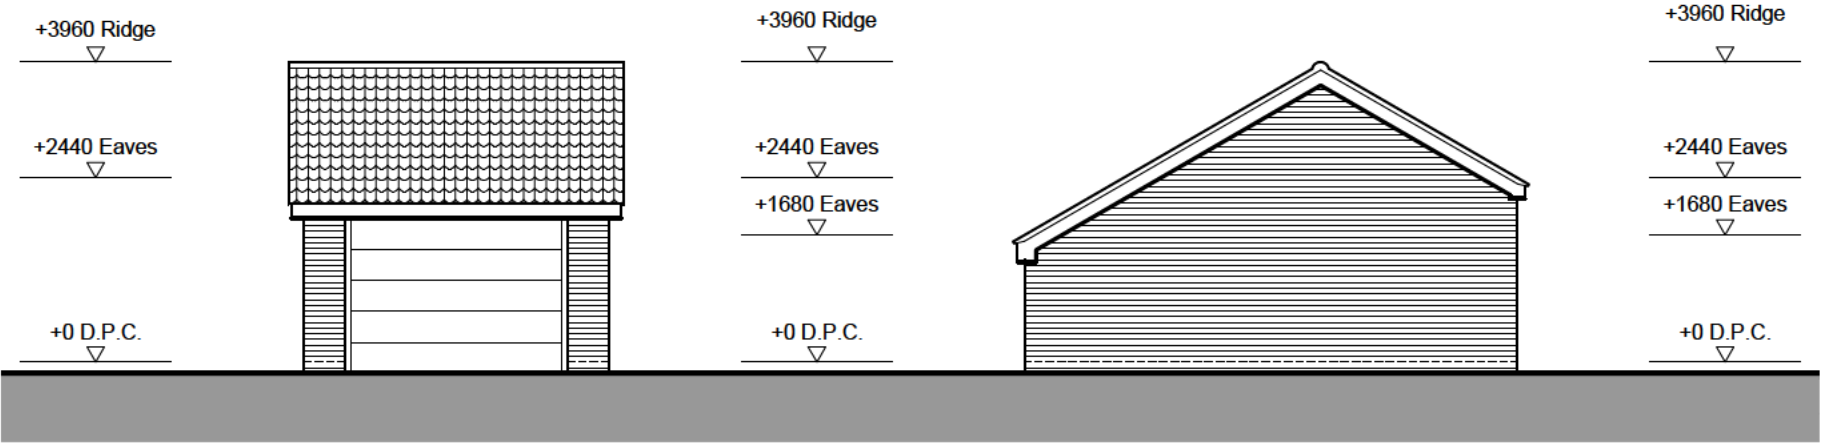 +3960 Ridge
+2440 Eaves
+0 D.P.C.
+3960 Ridge
+2440 Eaves
+1680 Eaves
+0 D.P.C.
+3960 Ridge
+2440 Eaves
+1680 Eaves
+0 D.P.C.